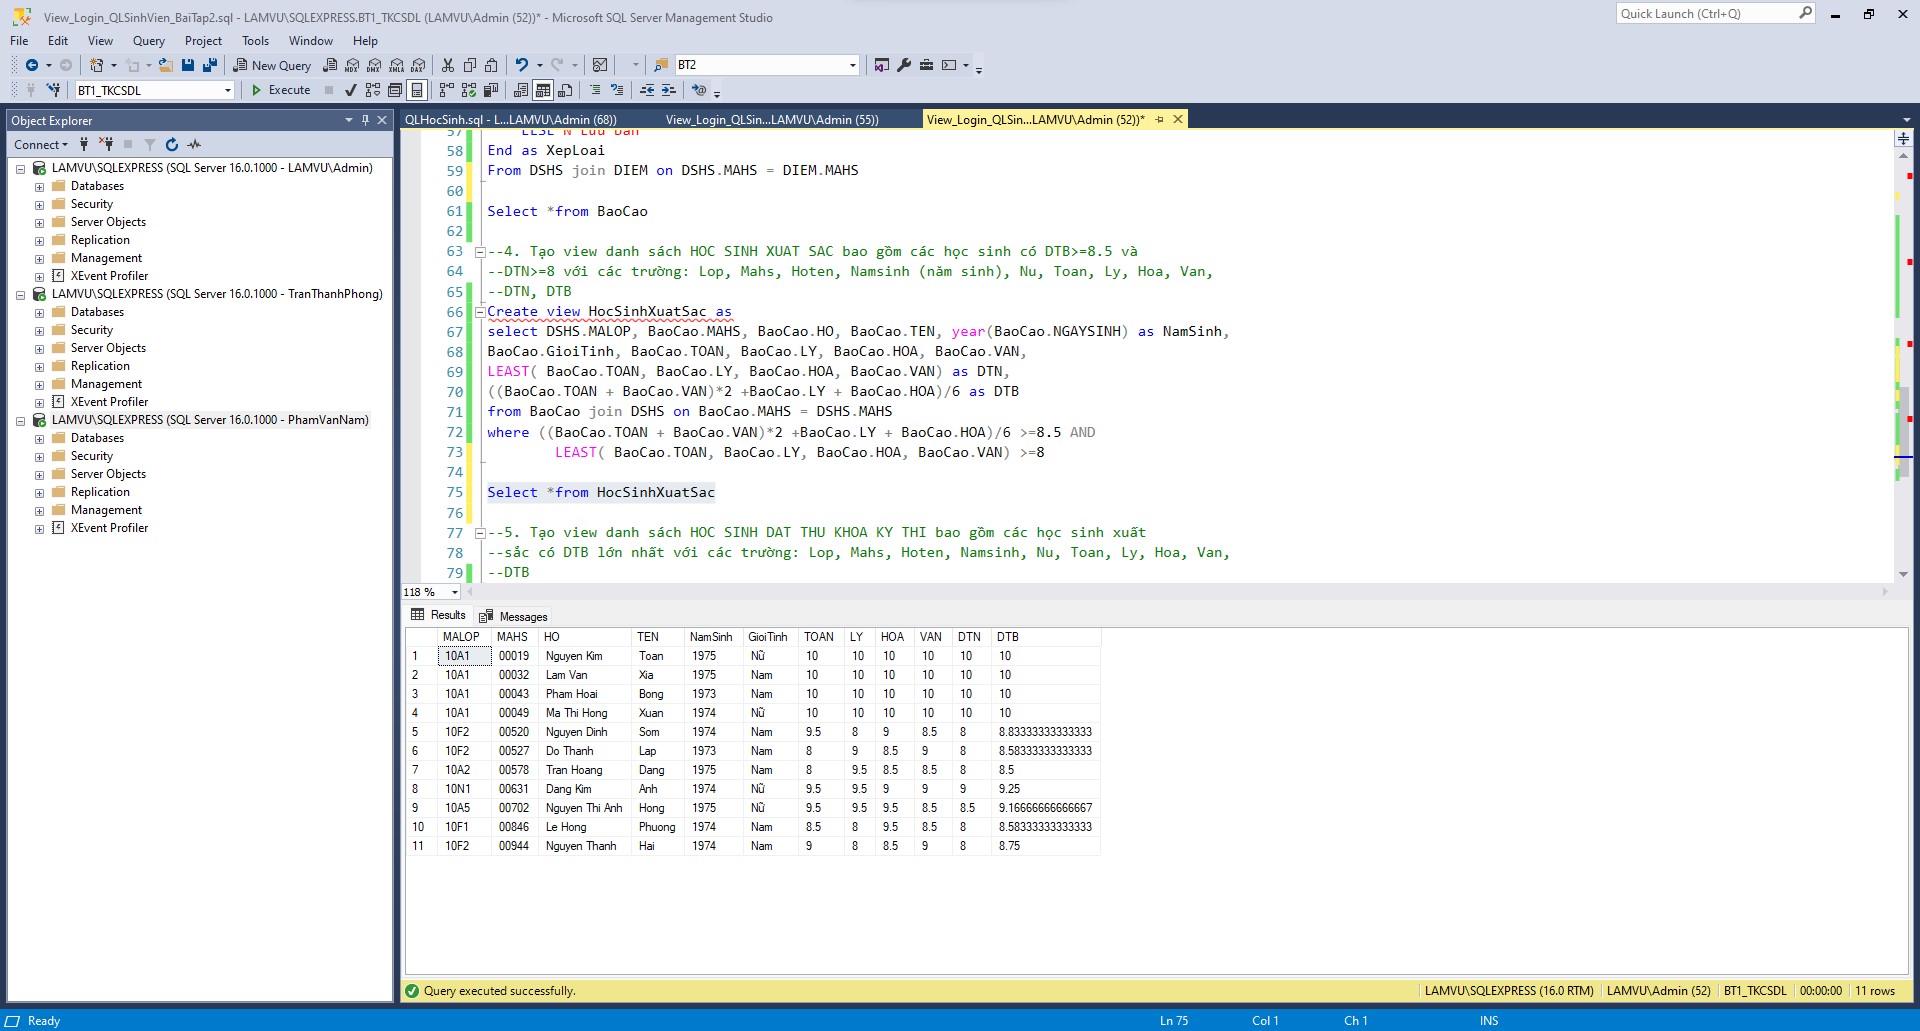 View_Login_QLSinhVien_BaiTap2.sql - LAMVU\SQLEXPRESS.BT1_TKCSDL (LAMVU\Admin (52))* - Microsoft SQL Server Management Studio
Quick Launch (Ctrl+Q)
File Edit View Query Project Tools Window Help
New Query MDX DMX XMLA DAX BT2
BT1_TKCSDL Execute
Object Explorer
Connect
LAMVU\SQLEXPRESS (SQL Server 16.0.1000 - LAMVU\Admin)
Databases
Security
Server Objects
Replication
Management
XEvent Profiler
LAMVU\SQLEXPRESS (SQL Server 16.0.1000 - TranThanhPhong)
Databases
Security
Server Objects
Replication
Management
XEvent Profiler
LAMVU\SQLEXPRESS (SQL Server 16.0.1000 - PhamVanNam)
Databases
Security
Server Objects
Replication
Management
XEvent Profiler
QLHocSinh.sql - L...LAMVU\Admin (68)) View_Login_QLSin...LAMVU\Admin (55)) View_Login_QLSin...LAMVU\Admin (52))*
57 ELSE N'Lưu ban'
58 End as XepLoai
59 From DSHS join DIEM on DSHS.MAHS = DIEM.MAHS
60
61 Select *from BaoCao
62
63 --4. Tạo view danh sách HOC SINH XUAT SAC bao gồm các học sinh có DTB>=8.5 và
64 --DTN>=8 với các trường: Lop, Mahs, Hoten, Namsinh (năm sinh), Nu, Toan, Ly, Hoa, Van,
65 --DTN, DTB
66 Create view HocSinhXuatSac as
67 select DSHS.MALOP, BaoCao.MAHS, BaoCao.HO, BaoCao.TEN, year(BaoCao.NGAYSINH) as NamSinh,
68 BaoCao.GioiTinh, BaoCao.TOAN, BaoCao.LY, BaoCao.HOA, BaoCao.VAN,
69 LEAST( BaoCao.TOAN, BaoCao.LY, BaoCao.HOA, BaoCao.VAN) as DTN,
70 ((BaoCao.TOAN + BaoCao.VAN)*2 +BaoCao.LY + BaoCao.HOA)/6 as DTB
71 from BaoCao join DSHS on BaoCao.MAHS = DSHS.MAHS
72 where ((BaoCao.TOAN + BaoCao.VAN)*2 +BaoCao.LY + BaoCao.HOA)/6 >=8.5 AND
73 LEAST( BaoCao.TOAN, BaoCao.LY, BaoCao.HOA, BaoCao.VAN) >=8
74
75 Select *from HocSinhXuatSac
76
77 --5. Tạo view danh sách HOC SINH DAT THU KHOA KY THI bao gồm các học sinh xuất
78 --sắc có DTB lớn nhất với các trường: Lop, Mahs, Hoten, Namsinh, Nu, Toan, Ly, Hoa, Van,
79 --DTB
118 %
Results Messages
MALOP MAHS HO TEN NamSinh GioiTinh TOAN LY HOA VAN DTN DTB
1 10A1 00019 Nguyen Kim Toan 1975 Nữ 10 10 10 10 10 10
2 10A1 00032 Lam Van Xia 1975 Nam 10 10 10 10 10 10
3 10A1 00043 Pham Hoai Bong 1973 Nam 10 10 10 10 10 10
4 10A1 00049 Ma Thi Hong Xuan 1974 Nữ 10 10 10 10 10 10
5 10F2 00520 Nguyen Dinh Som 1974 Nam 9.5 8 9 8.5 8 8.83333333333333
6 10F2 00527 Do Thanh Lap 1973 Nam 8 9 8.5 9 8 8.58333333333333
7 10A2 00578 Tran Hoang Dang 1975 Nam 8 9.5 8.5 8.5 8 8.5
8 10N1 00631 Dang Kim Anh 1974 Nữ 9.5 9.5 9 9 9 9.25
9 10A5 00702 Nguyen Thi Anh Hong 1975 Nữ 9.5 9.5 9.5 8.5 8.5 9.16666666666667
10 10F1 00846 Le Hong Phuong 1974 Nam 8.5 8 9.5 8.5 8 8.58333333333333
11 10F2 00944 Nguyen Thanh Hai 1974 Nam 9 8 8.5 9 8 8.75
Query executed successfully. LAMVU\SQLEXPRESS (16.0 RTM) LAMVU\Admin (52) BT1_TKCSDL 00:00:00 11 rows
Ready Ln 75 Col 1 Ch 1 INS